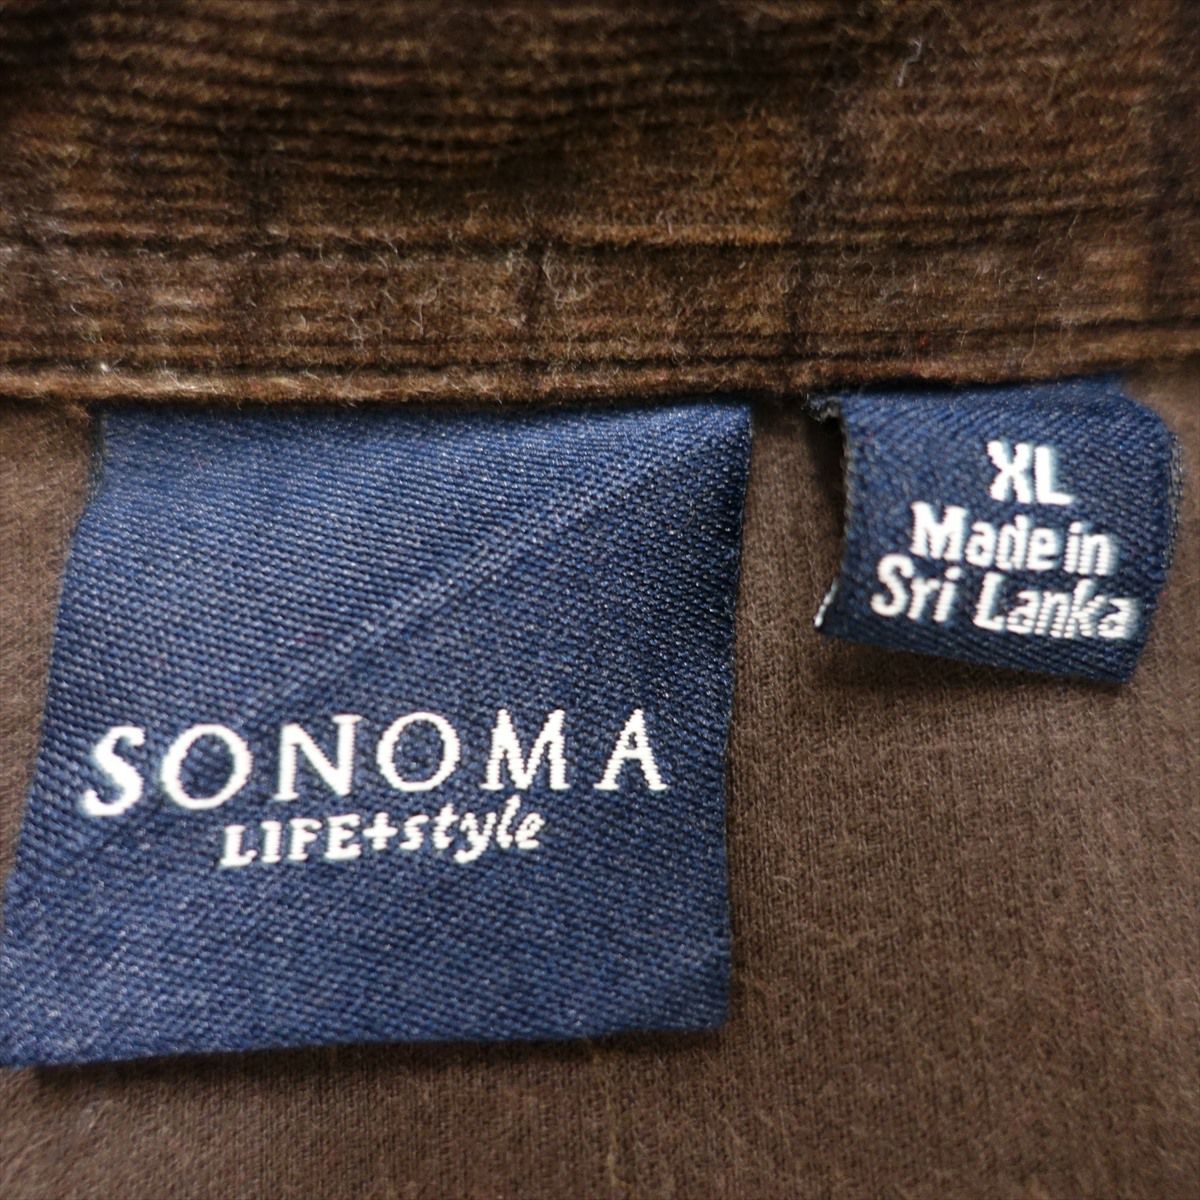 SONOMA
LIFE+style
XL
Made in
Sri Lanka